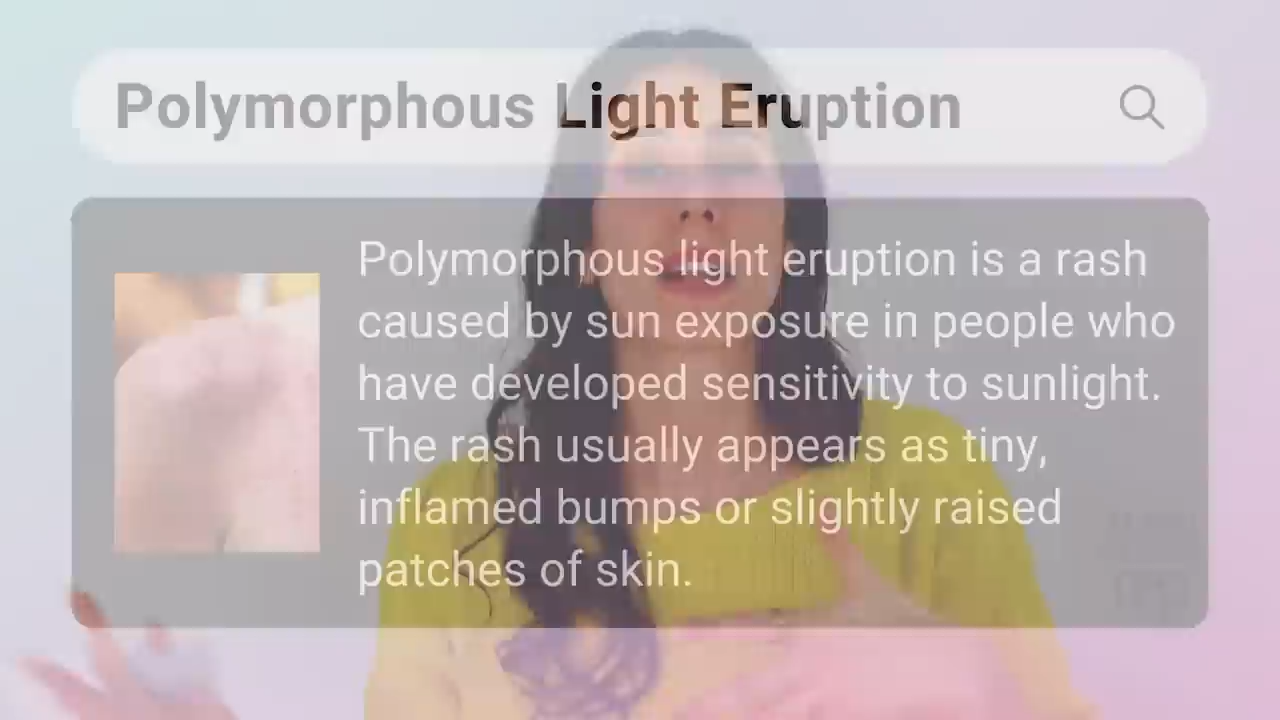 Polymorphous Light Eruption
Polymorphous light eruption is a rash
caused by sun exposure in people who
have developed sensitivity to sunlight.
The rash usually appears as tiny,
inflamed bumps or slightly raised
patches of skin.